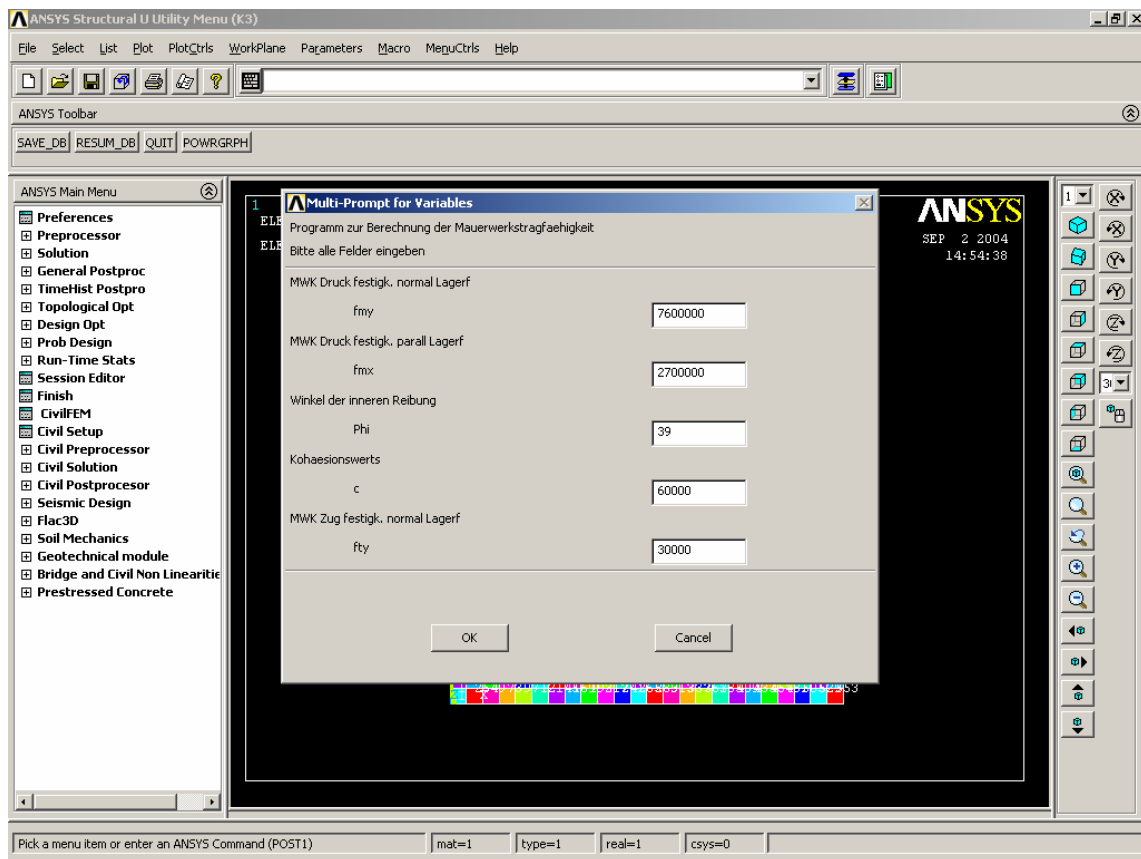 ANSYS Structural U Utility Menu (K3)
File Select List Plot PlotCtrls WorkPlane Parameters Macro MenuCtrls Help
ANSYS Toolbar
SAVE_DB RESUM_DB QUIT POWRGRPH
ANSYS Main Menu
Preferences
Preprocessor
Solution
General Postproc
TimeHist Postpro
Topological Opt
Design Opt
Prob Design
Run-Time Stats
Session Editor
Finish
CivilFEM
Civil Setup
Civil Preprocessor
Civil Solution
Civil Postprocesor
Seismic Design
Flac3D
Soil Mechanics
Geotechnical module
Bridge and Civil Non Linearitie
Prestressed Concrete
1
ELE
ELE
Multi-Prompt for Variables
Programm zur Berechnung der Mauerwerkstragfaehigkeit
Bitte alle Felder eingeben
MWK Druck festigk. normal Lagerf
fmy 7600000
MWK Druck festigk. parall Lagerf
fmx 2700000
Winkel der inneren Reibung
Phi 39
Kohaesionswerts
c 60000
MWK Zug festigk. normal Lagerf
fty 30000
OK Cancel
ANSYS
SEP 2 2004
14:54:38
1
Pick a menu item or enter an ANSYS Command (POST1) mat=1 type=1 real=1 csys=0